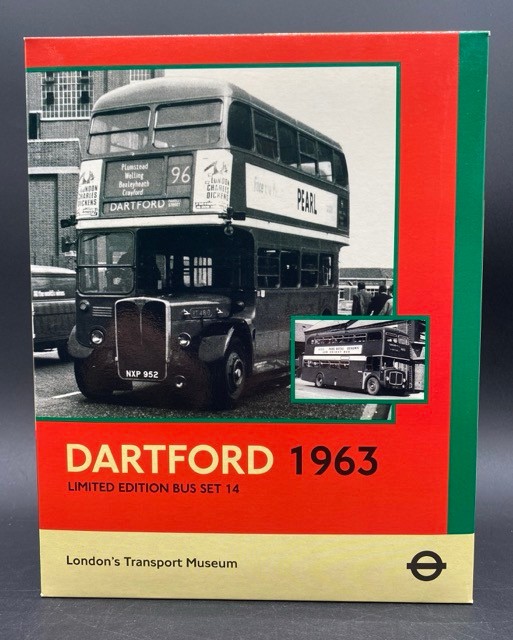 Plumstead
Welling
Bexleyheath
Crayford
96
DARTFORD
LONDON
CHARLES
DICKENS
LONDON
CHARLES
DICKENS
PEARL
NXP 952
DARTFORD 1963
LIMITED EDITION BUS SET 14
London's Transport Museum